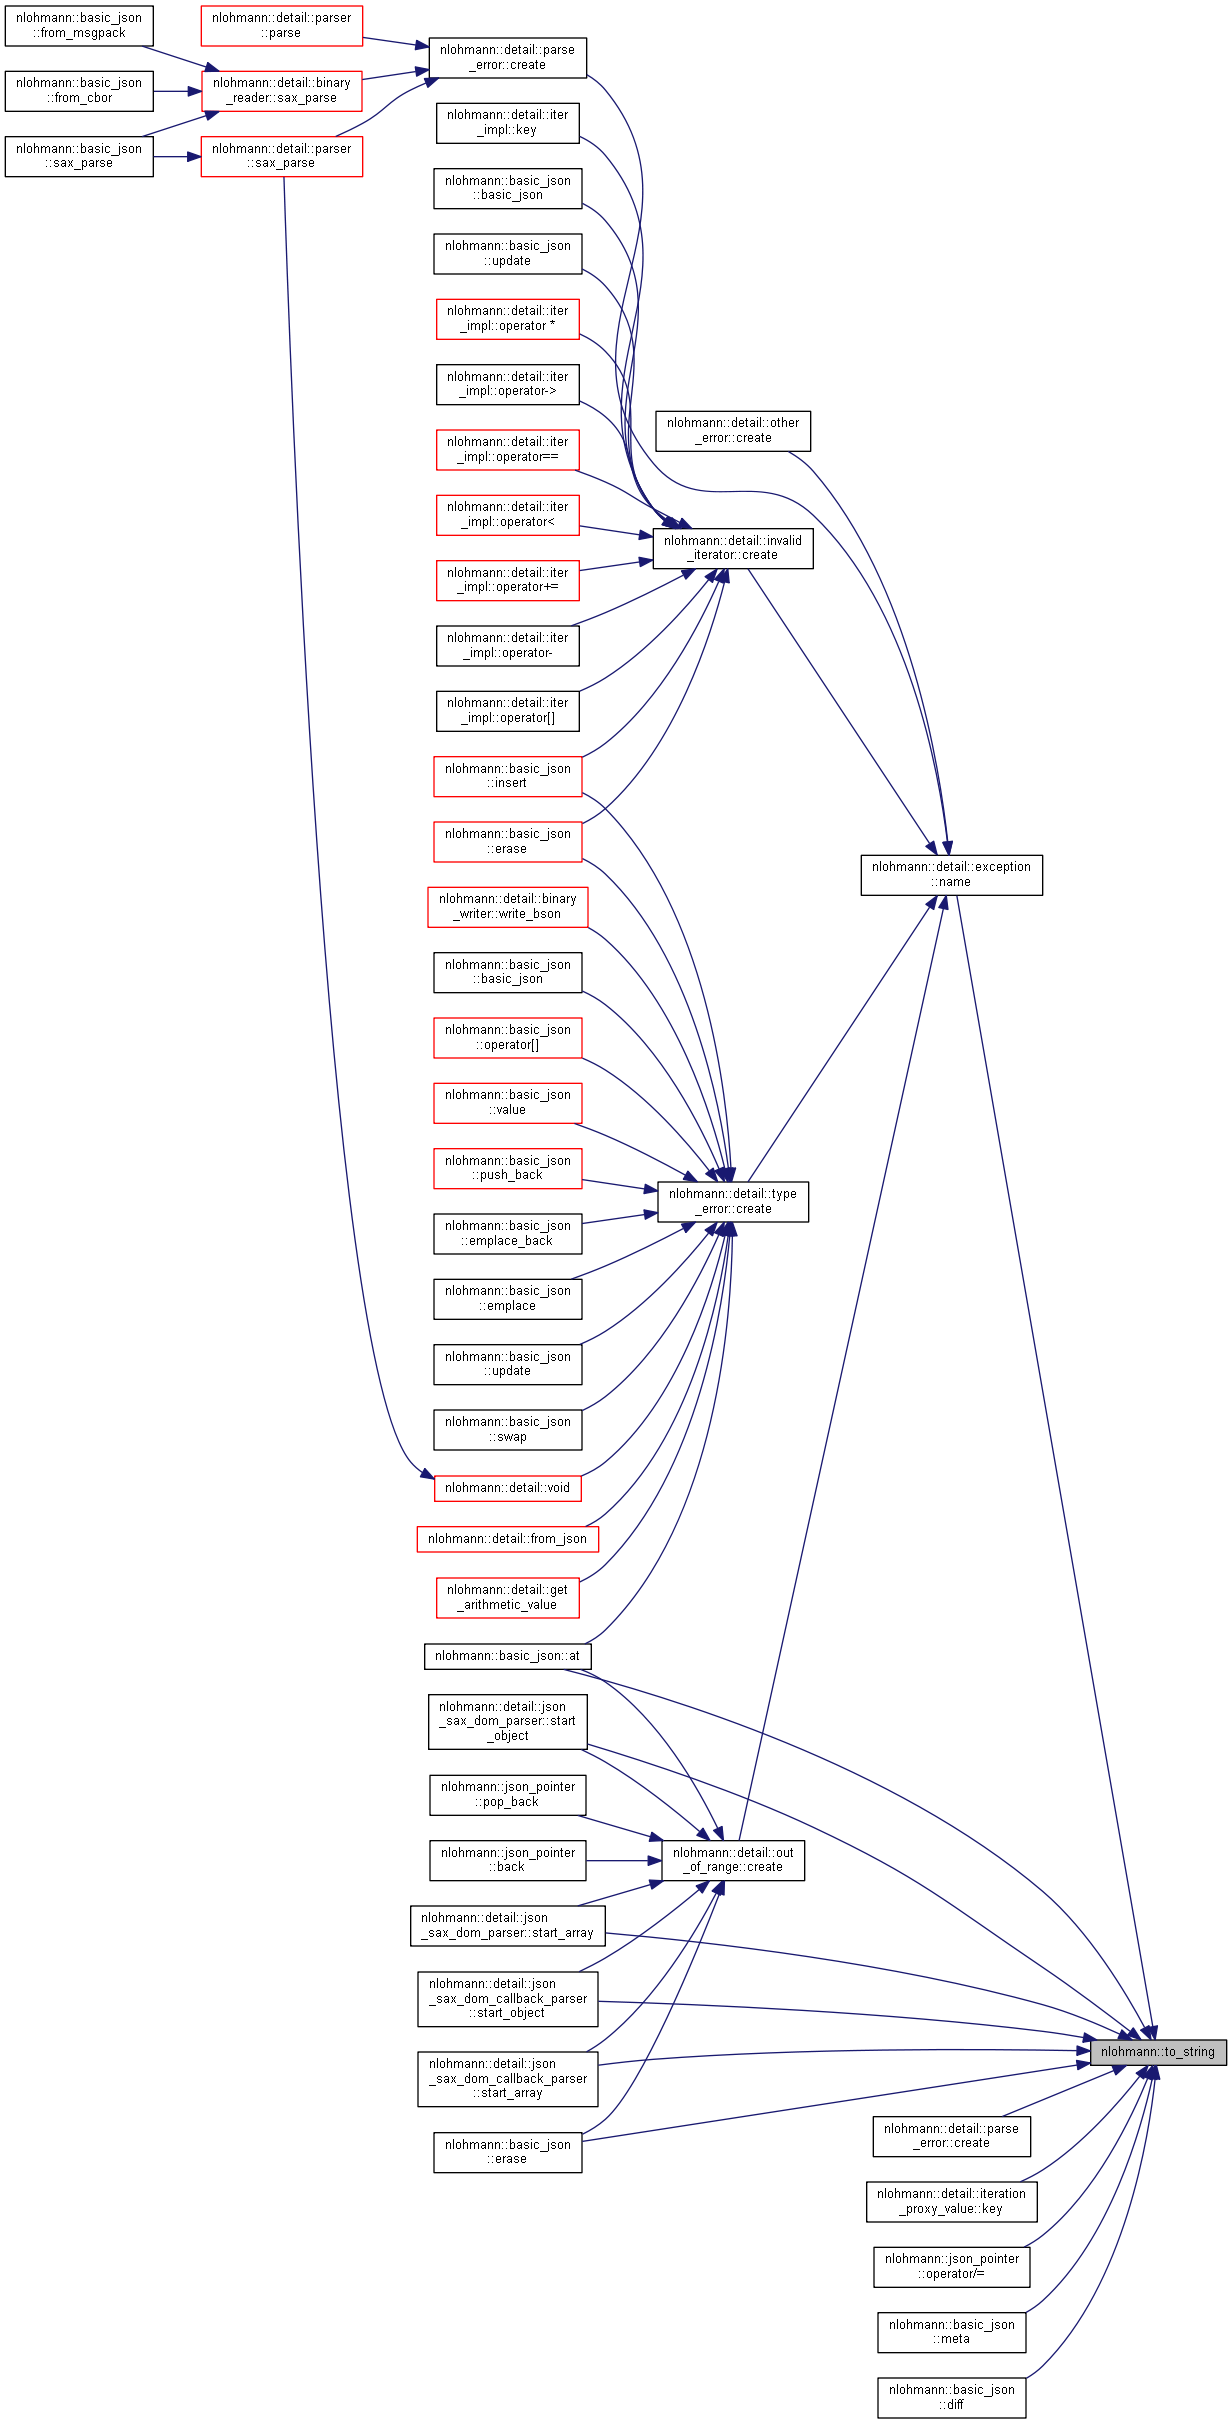 nlohmann::basic_json
::from_msgpack
nlohmann::basic_json
::from_cbor
nlohmann::basic_json
::sax_parse
nlohmann::detail::parser
::parse
nlohmann::detail::binary
_reader::sax_parse
nlohmann::detail::parser
::sax_parse
nlohmann::detail::parse
_error::create
nlohmann::detail::iter
_impl::key
nlohmann::basic_json
::basic_json
nlohmann::basic_json
::update
nlohmann::detail::iter
_impl::operator *
nlohmann::detail::iter
_impl::operator->
nlohmann::detail::iter
_impl::operator==
nlohmann::detail::iter
_impl::operator<
nlohmann::detail::iter
_impl::operator+=
nlohmann::detail::iter
_impl::operator-
nlohmann::detail::iter
_impl::operator[]
nlohmann::basic_json
::insert
nlohmann::basic_json
::erase
nlohmann::detail::binary
_writer::write_bson
nlohmann::basic_json
::basic_json
nlohmann::basic_json
::operator[]
nlohmann::basic_json
::value
nlohmann::basic_json
::push_back
nlohmann::basic_json
::emplace_back
nlohmann::basic_json
::emplace
nlohmann::basic_json
::update
nlohmann::basic_json
::swap
nlohmann::detail::void
nlohmann::detail::from_json
nlohmann::detail::get
_arithmetic_value
nlohmann::basic_json::at
nlohmann::detail::json
_sax_dom_parser::start
_object
nlohmann::json_pointer
::pop_back
nlohmann::json_pointer
::back
nlohmann::detail::json
_sax_dom_parser::start_array
nlohmann::detail::json
_sax_dom_callback_parser
::start_object
nlohmann::detail::json
_sax_dom_callback_parser
::start_array
nlohmann::basic_json
::erase
nlohmann::detail::other
_error::create
nlohmann::detail::invalid
_iterator::create
nlohmann::detail::type
_error::create
nlohmann::detail::out
_of_range::create
nlohmann::detail::exception
::name
nlohmann::to_string
nlohmann::detail::parse
_error::create
nlohmann::detail::iteration
_proxy_value::key
nlohmann::json_pointer
::operator/=
nlohmann::basic_json
::meta
nlohmann::basic_json
::diff